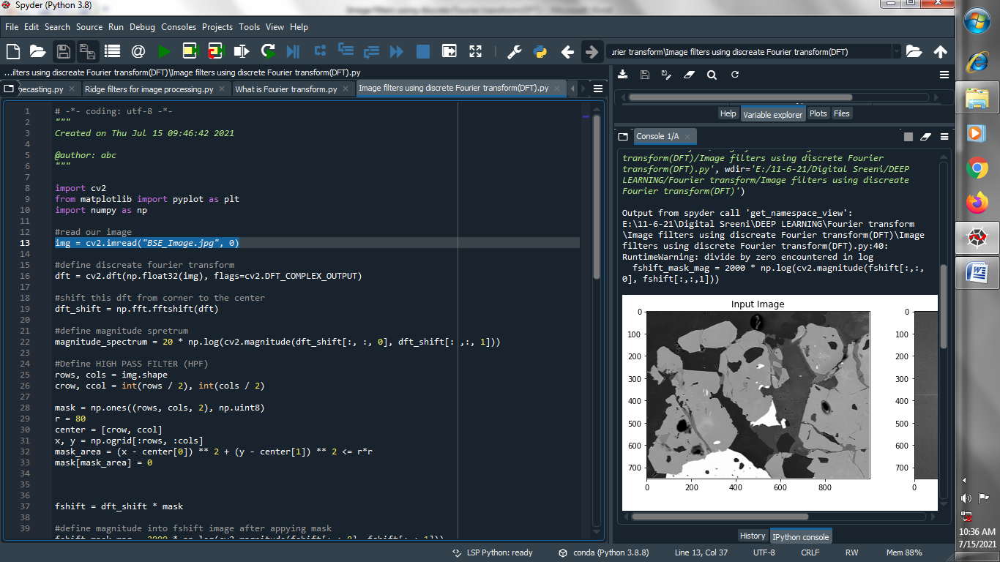 Spyder (Python 3.8)
File Edit Search Source Run Debug Consoles Projects Tools View Help
urier transform\Image filters using discreate Fourier transform(DFT)
...ilters using discreate Fourier transform(DFT)\Image filters using discrete Fourier transform(DFT).py
ecasting.py Ridge filters for image processing.py What is Fourier transform.py Image filters using discrete Fourier transform(DFT).py
1 # -*- coding: utf-8 -*-
2 """
3 Created on Thu Jul 15 09:46:42 2021
4
5 @author: abc
6 """
7
8 import cv2
9 from matplotlib import pyplot as plt
10 import numpy as np
11
12 #read our image
13 img = cv2.imread("BSE_Image.jpg", 0)
14
15 #define discreate fourier transform
16 dft = cv2.dft(np.float32(img), flags=cv2.DFT_COMPLEX_OUTPUT)
17
18 #shift this dft from corner to the center
19 dft_shift = np.fft.fftshift(dft)
20
21 #define magnitude spretrum
22 magnitude_spectrum = 20 * np.log(cv2.magnitude(dft_shift[:, :, 0], dft_shift[: ,:, 1]))
23
24 #Define HIGH PASS FILTER (HPF)
25 rows, cols = img.shape
26 crow, ccol = int(rows / 2), int(cols / 2)
27
28 mask = np.ones((rows, cols, 2), np.uint8)
29 r = 80
30 center = [crow, ccol]
31 x, y = np.ogrid[:rows, :cols]
32 mask_area = (x - center[0]) ** 2 + (y - center[1]) ** 2 <= r*r
33 mask[mask_area] = 0
34
35
36
37 fshift = dft_shift * mask
38
39 #define magnitude into fshift image after appying mask
Help Variable explorer Plots Files
Console 1/A
transform(DFT)/Image filters using discrete Fourier
transform(DFT).py', wdir='E:/11-6-21/Digital Sreeni/DEEP
LEARNING/Fourier transform/Image filters using discreate
Fourier transform(DFT)')
Output from spyder call 'get_namespace_view':
E:\11-6-21\Digital Sreeni\DEEP LEARNING\Fourier transform
\Image filters using discreate Fourier transform(DFT)\Image
filters using discrete Fourier transform(DFT).py:40:
RuntimeWarning: divide by zero encountered in log
fshift_mask_mag = 2000 * np.log(cv2.magnitude(fshift[:,:,
0], fshift[:,:,1]))
Input Image
0
100
200
300
400
500
600
700
0 200 400 600 800
0
100
200
300
400
500
600
700
0
History IPython console
LSP Python: ready conda (Python 3.8.8) Line 13, Col 37 UTF-8 CRLF RW Mem 88%
10:36 AM
7/15/2021